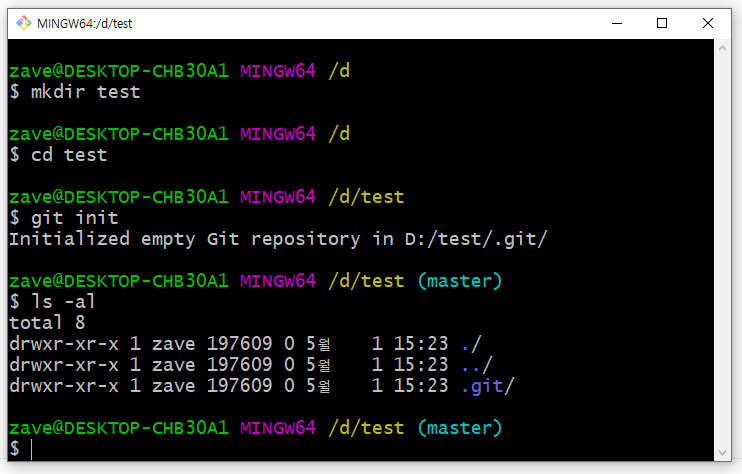 MINGW64:/d/test
zave@DESKTOP-CHB30A1 MINGW64 /d
$ mkdir test
zave@DESKTOP-CHB30A1 MINGW64 /d
$ cd test
zave@DESKTOP-CHB30A1 MINGW64 /d/test
$ git init
Initialized empty Git repository in D:/test/.git/
zave@DESKTOP-CHB30A1 MINGW64 /d/test (master)
$ ls -al
total 8
drwxr-xr-x 1 zave 197609 0 5월    1 15:23 ./
drwxr-xr-x 1 zave 197609 0 5월    1 15:23 ../
drwxr-xr-x 1 zave 197609 0 5월    1 15:23 .git/
zave@DESKTOP-CHB30A1 MINGW64 /d/test (master)
$